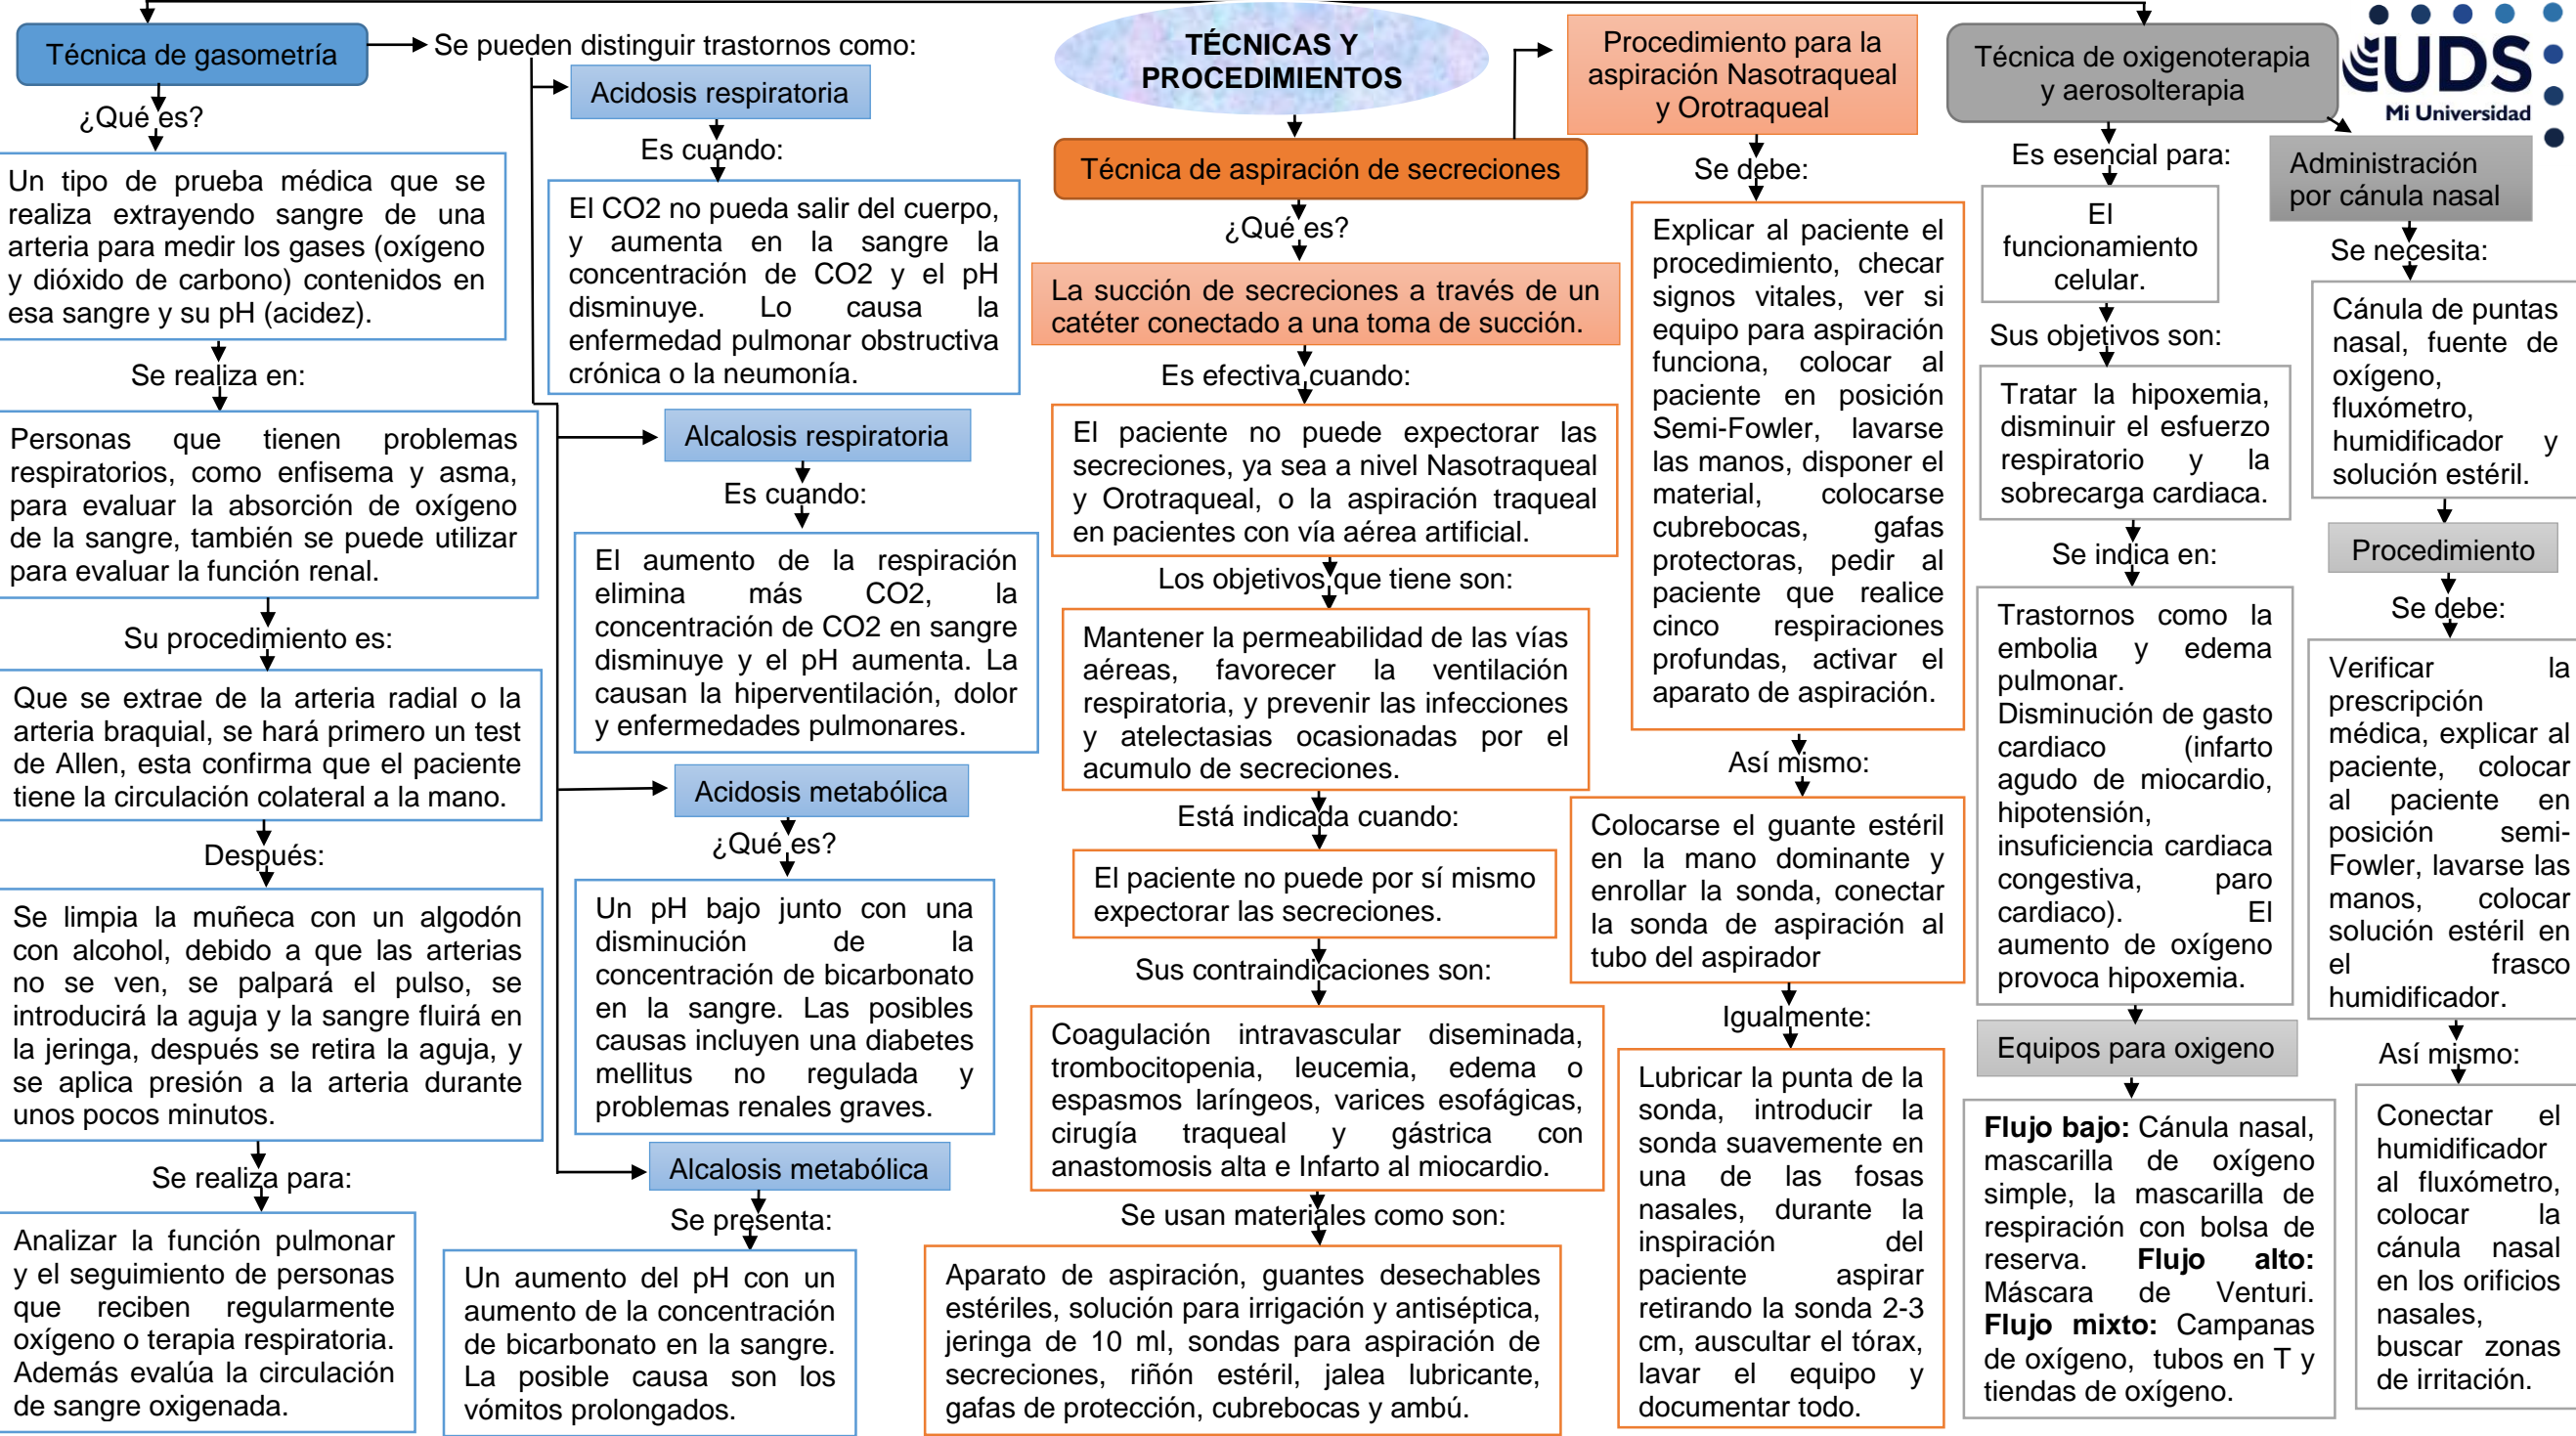 Técnica de gasometría
¿Qué es?
Un tipo de prueba médica que se
realiza extrayendo sangre de una
arteria para medir los gases (oxígeno
y dióxido de carbono) contenidos en
esa sangre y su pH (acidez).
Se realiza en:
Personas que tienen problemas
respiratorios, como enfisema y asma,
para evaluar la absorción de oxígeno
de la sangre, también se puede utilizar
para evaluar la función renal.
Su procedimiento es:
Que se extrae de la arteria radial o la
arteria braquial, se hará primero un test
de Allen, esta confirma que el paciente
tiene la circulación colateral a la mano.
Después:
Se limpia la muñeca con un algodón
con alcohol, debido a que las arterias
no se ven, se palpará el pulso, se
introducirá la aguja y la sangre fluirá en
la jeringa, después se retira la aguja, y
se aplica presión a la arteria durante
unos pocos minutos.
Se realiza para:
Analizar la función pulmonar
y el seguimiento de personas
que reciben regularmente
oxígeno o terapia respiratoria.
Además evalúa la circulación
de sangre oxigenada.
Se pueden distinguir trastornos como:
Acidosis respiratoria
Es cuando:
El CO2 no pueda salir del cuerpo,
y aumenta en la sangre la
concentración de CO2 y el pH
disminuye. Lo causa la
enfermedad pulmonar obstructiva
crónica o la neumonía.
Alcalosis respiratoria
Es cuando:
El aumento de la respiración
elimina más CO2, la
concentración de CO2 en sangre
disminuye y el pH aumenta. La
causan la hiperventilación, dolor
y enfermedades pulmonares.
Acidosis metabólica
¿Qué es?
Un pH bajo junto con una
disminución de la
concentración de bicarbonato
en la sangre. Las posibles
causas incluyen una diabetes
mellitus no regulada y
problemas renales graves.
Alcalosis metabólica
Se presenta:
Un aumento del pH con un
aumento de la concentración
de bicarbonato en la sangre.
La posible causa son los
vómitos prolongados.
TÉCNICAS Y
PROCEDIMIENTOS
Técnica de aspiración de secreciones
¿Qué es?
La succión de secreciones a través de un
catéter conectado a una toma de succión.
Es efectiva cuando:
El paciente no puede expectorar las
secreciones, ya sea a nivel Nasotraqueal
y Orotraqueal, o la aspiración traqueal
en pacientes con vía aérea artificial.
Los objetivos que tiene son:
Mantener la permeabilidad de las vías
aéreas, favorecer la ventilación
respiratoria, y prevenir las infecciones
y atelectasias ocasionadas por el
acumulo de secreciones.
Está indicada cuando:
El paciente no puede por sí mismo
expectorar las secreciones.
Sus contraindicaciones son:
Coagulación intravascular diseminada,
trombocitopenia, leucemia, edema o
espasmos laríngeos, varices esofágicas,
cirugía traqueal y gástrica con
anastomosis alta e Infarto al miocardio.
Se usan materiales como son:
Aparato de aspiración, guantes desechables
estériles, solución para irrigación y antiséptica,
jeringa de 10 ml, sondas para aspiración de
secreciones, riñón estéril, jalea lubricante,
gafas de protección, cubrebocas y ambú.
Procedimiento para la
aspiración Nasotraqueal
y Orotraqueal
Se debe:
Explicar al paciente el
procedimiento, checar
signos vitales, ver si
equipo para aspiración
funciona, colocar al
paciente en posición
Semi-Fowler, lavarse
las manos, disponer el
material, colocarse
cubrebocas, gafas
protectoras, pedir al
paciente que realice
cinco respiraciones
profundas, activar el
aparato de aspiración.
Así mismo:
Colocarse el guante estéril
en la mano dominante y
enrollar la sonda, conectar
la sonda de aspiración al
tubo del aspirador
Igualmente:
Lubricar la punta de la
sonda, introducir la
sonda suavemente en
una de las fosas
nasales, durante la
inspiración del
paciente aspirar
retirando la sonda 2-3
cm, auscultar el tórax,
lavar el equipo y
documentar todo.
Técnica de oxigenoterapia
y aerosolterapia
Es esencial para:
El
funcionamiento
celular.
Sus objetivos son:
Tratar la hipoxemia,
disminuir el esfuerzo
respiratorio y la
sobrecarga cardiaca.
Se indica en:
Trastornos como la
embolia y edema
pulmonar.
Disminución de gasto
cardiaco (infarto
agudo de miocardio,
hipotensión,
insuficiencia cardiaca
congestiva, paro
cardiaco). El
aumento de oxígeno
provoca hipoxemia.
Equipos para oxigeno
Flujo bajo: Cánula nasal,
mascarilla de oxígeno
simple, la mascarilla de
respiración con bolsa de
reserva. Flujo alto:
Máscara de Venturi.
Flujo mixto: Campanas
de oxígeno, tubos en T y
tiendas de oxígeno.
UDS
Mi Universidad
Administración
por cánula nasal
Se necesita:
Cánula de puntas
nasal, fuente de
oxígeno,
fluxómetro,
humidificador y
solución estéril.
Procedimiento
Se debe:
Verificar la
prescripción
médica, explicar al
paciente, colocar
al paciente en
posición semi-
Fowler, lavarse las
manos, colocar
solución estéril en
el frasco
humidificador.
Así mismo:
Conectar el
humidificador
al fluxómetro,
colocar la
cánula nasal
en los orificios
nasales,
buscar zonas
de irritación.